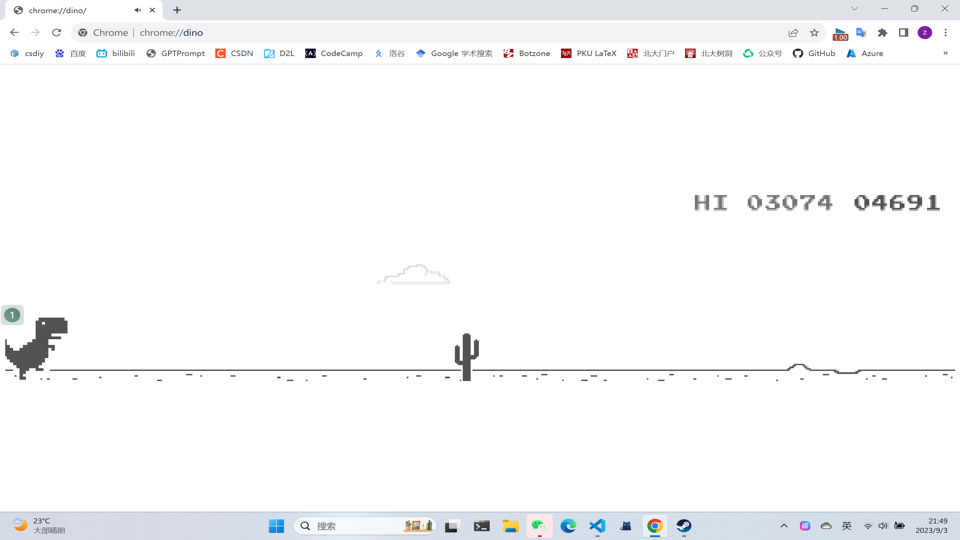 chrome://dino/
Chrome | chrome://dino
1.00
z
csdiy 百度 bilibili GPTPrompt CSDN D2L CodeCamp 洛谷 Google 学术搜索 Botzone PKU LaTeX 北大门户 北大树洞 公众号 GitHub Azure »
HI 03074 04691
1
23°C
大部晴朗
搜索
英
21:49
2023/9/3